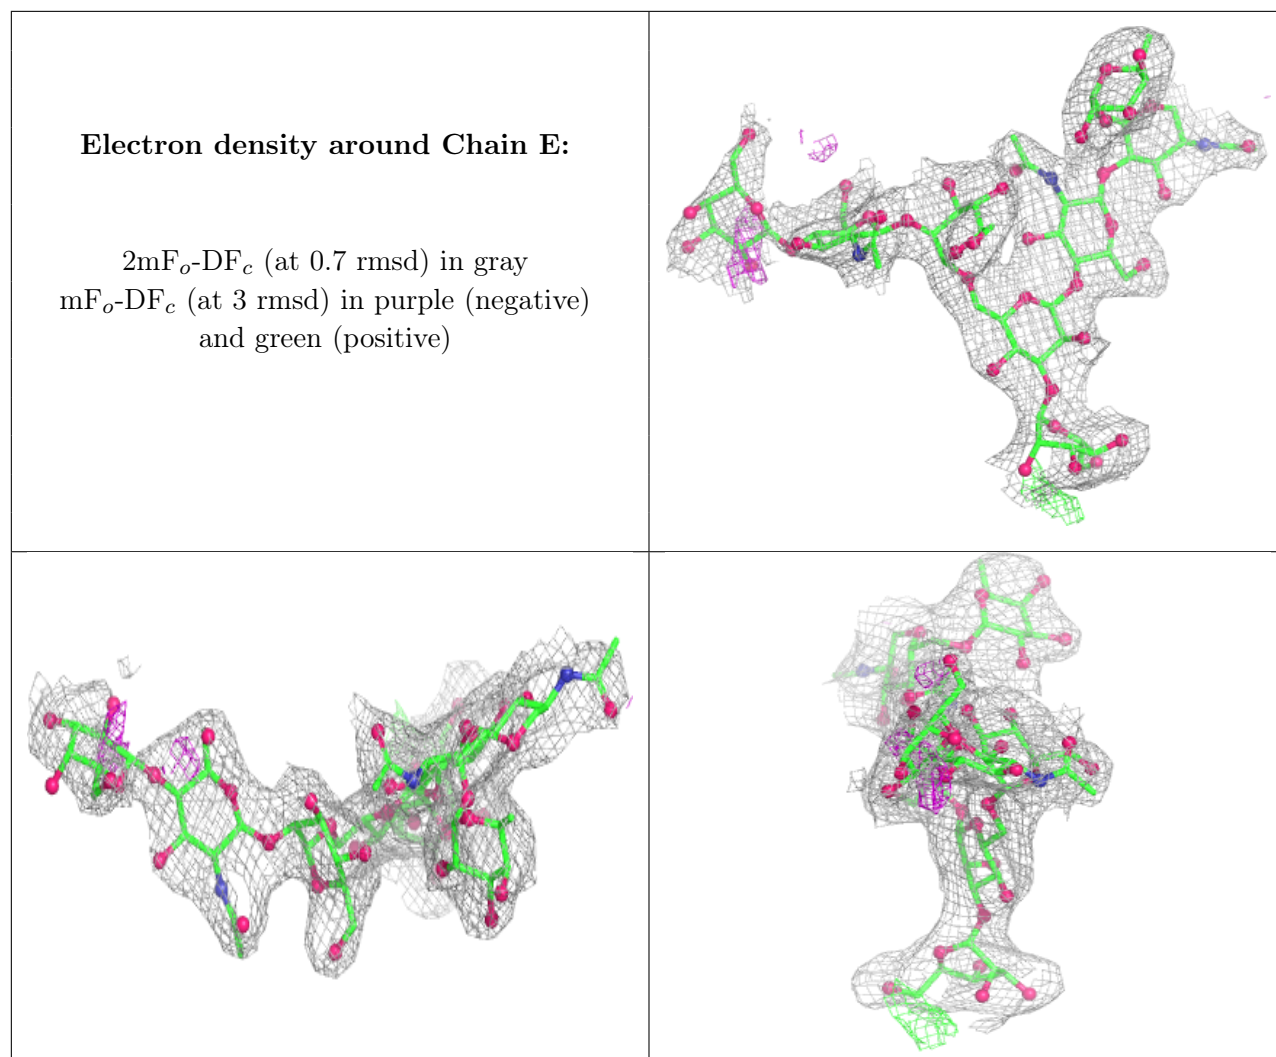 Electron density around Chain E:
2mFₒ-DF𝒸 (at 0.7 rmsd) in gray
mFₒ-DF𝒸 (at 3 rmsd) in purple (negative)
and green (positive)